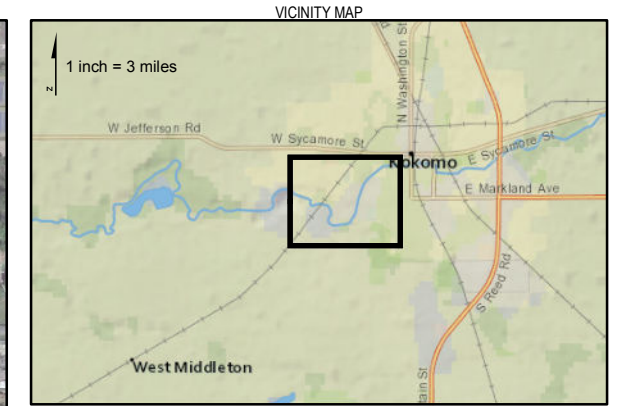 VICINITY MAP
z
1 inch = 3 miles
N Washington St
W Jefferson Rd
W Sycamore St
E Sycamore St
Kokomo
E Markland Ave
S Reed Rd
West Middleton
tain St